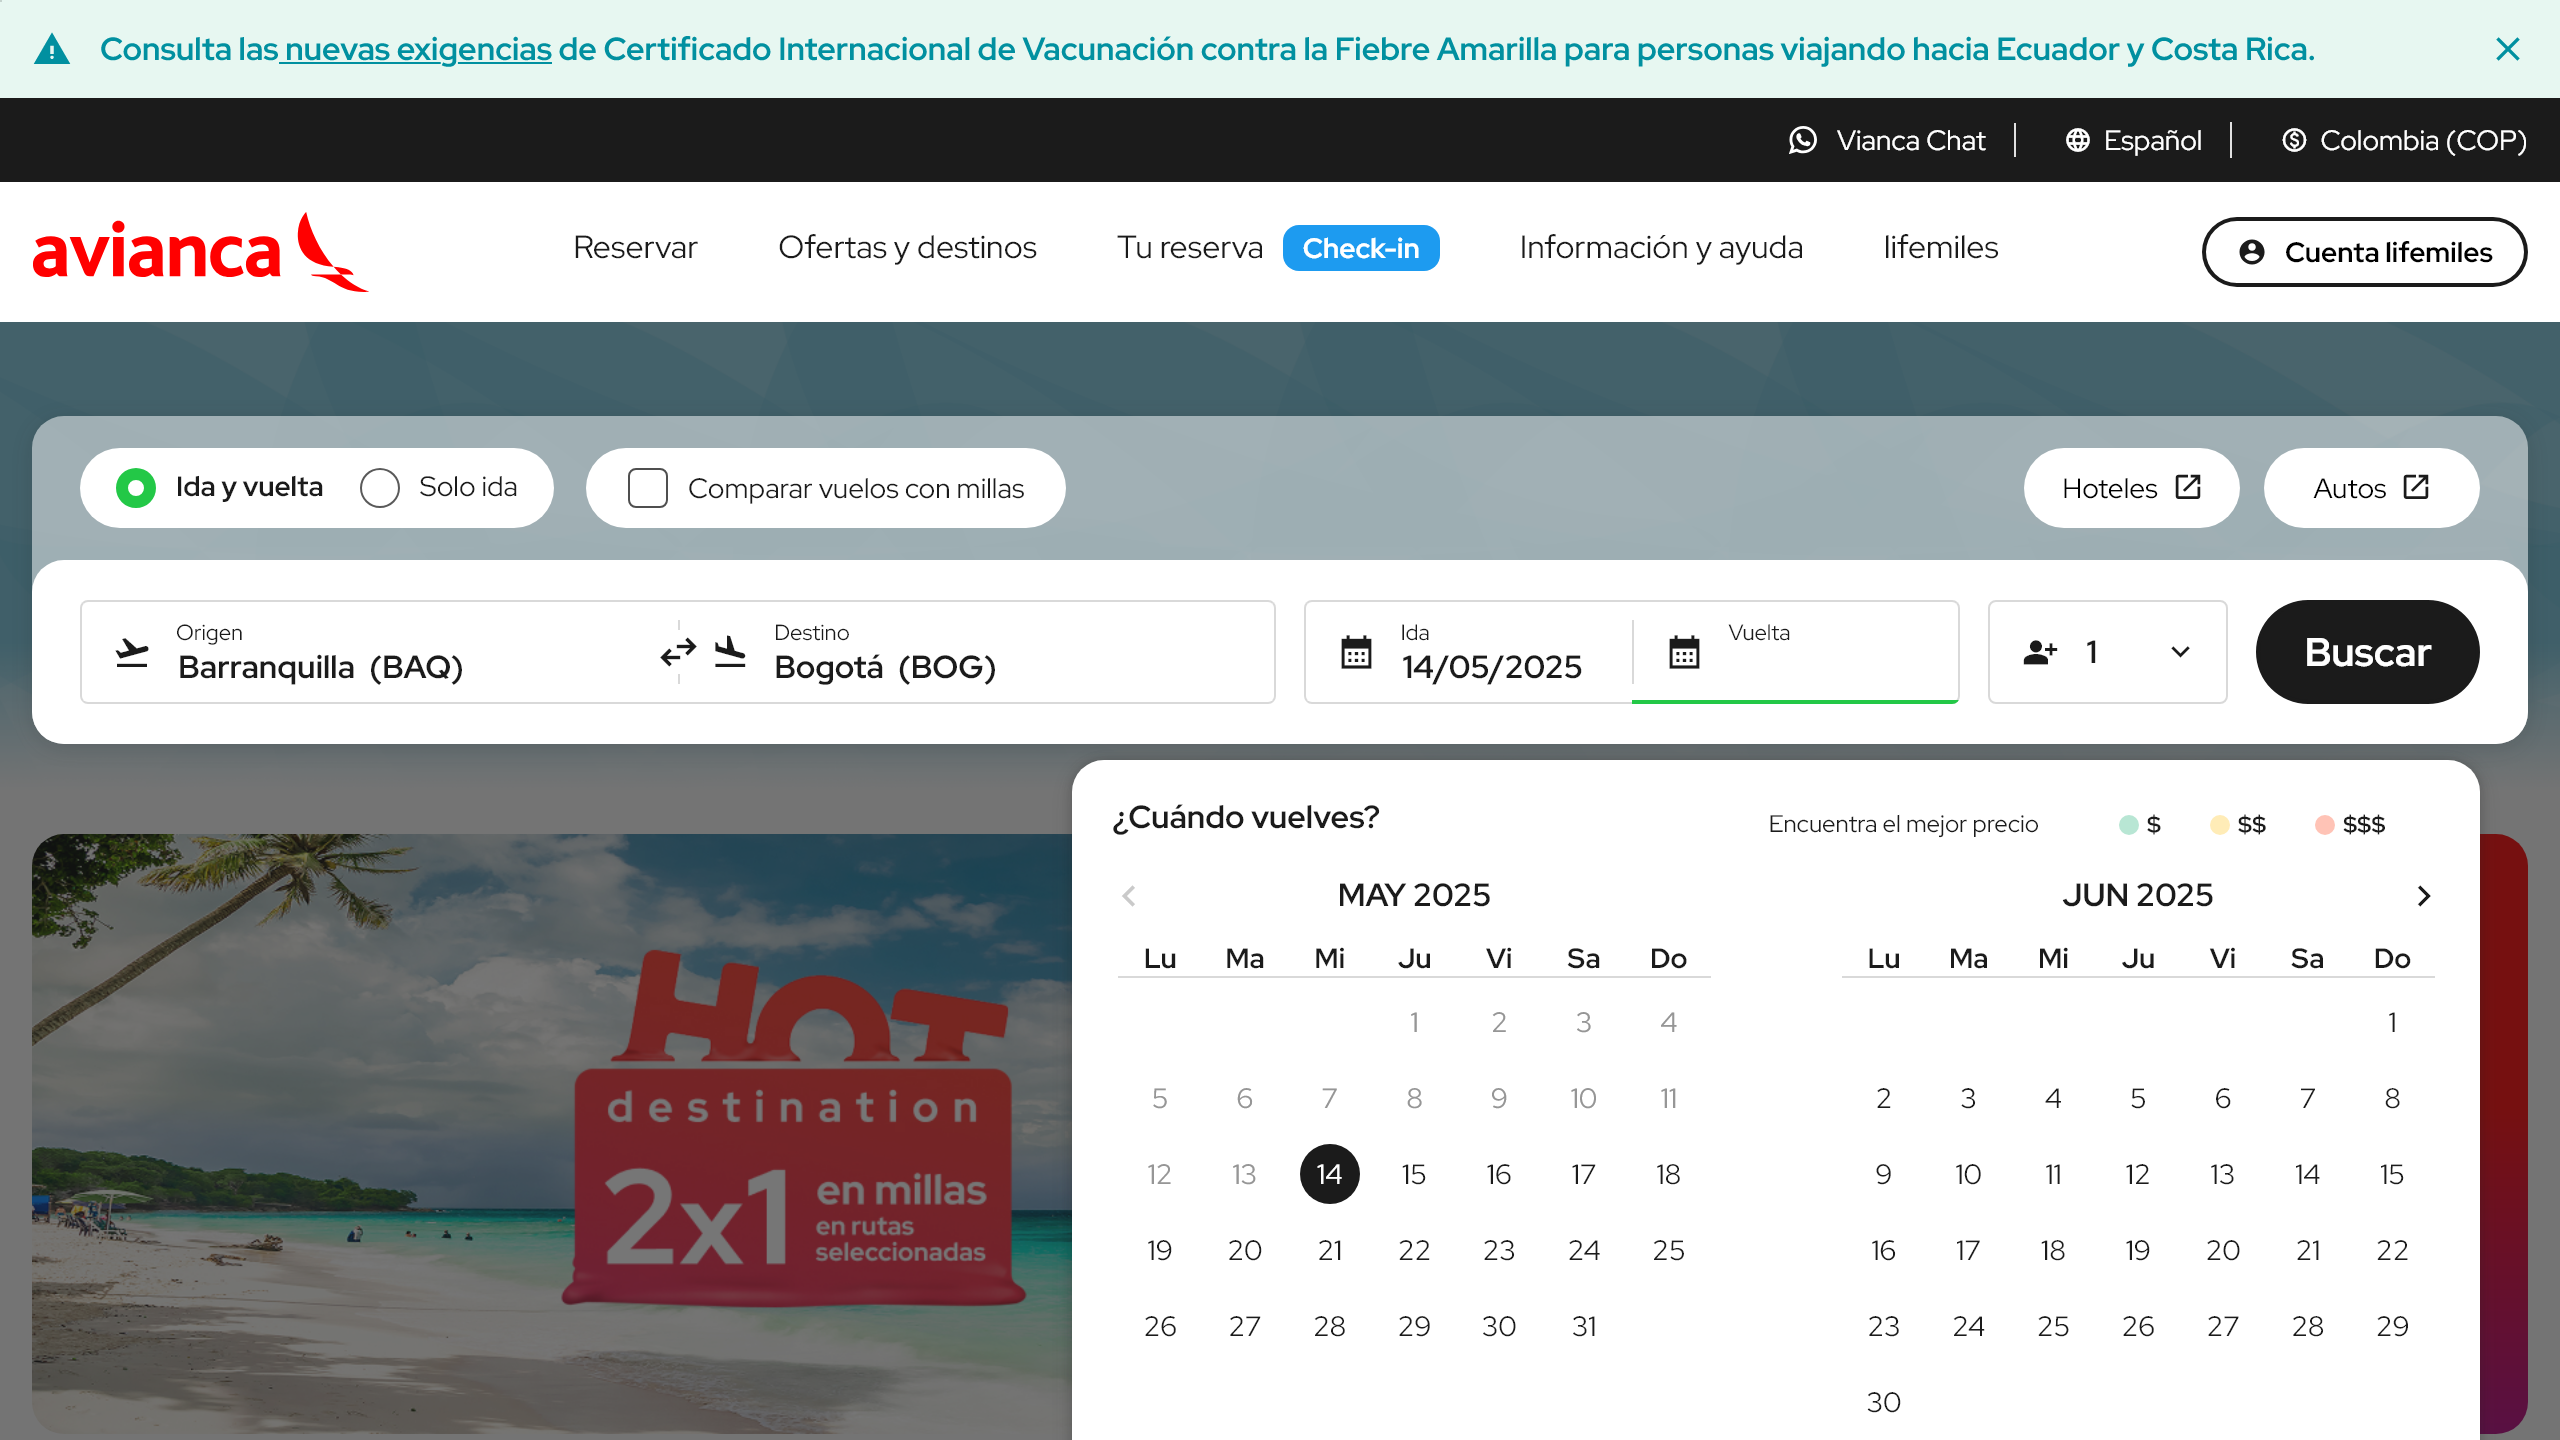 Consulta las nuevas exigencias de Certificado Internacional de Vacunación contra la Fiebre Amarilla para personas viajando hacia Ecuador y Costa Rica.
Vianca Chat
Español
Colombia (COP)
avianca
Reservar
Ofertas y destinos
Tu reserva
Check-in
Información y ayuda
lifemiles
Cuenta lifemiles
Ida y vuelta
Solo ida
Comparar vuelos con millas
Hoteles
Autos
Origen
Barranquilla (BAQ)
Destino
Bogotá (BOG)
Ida
14/05/2025
Vuelta
1
Buscar
¿Cuándo vuelves?
Encuentra el mejor precio
$
$$
$$$
MAY 2025
Lu Ma Mi Ju Vi Sa Do
1 2 3 4
5 6 7 8 9 10 11
12 13 14 15 16 17 18
19 20 21 22 23 24 25
26 27 28 29 30 31
JUN 2025
Lu Ma Mi Ju Vi Sa Do
1
2 3 4 5 6 7 8
9 10 11 12 13 14 15
16 17 18 19 20 21 22
23 24 25 26 27 28 29
30
HOT
destination
2x1
en millas
en rutas
seleccionadas